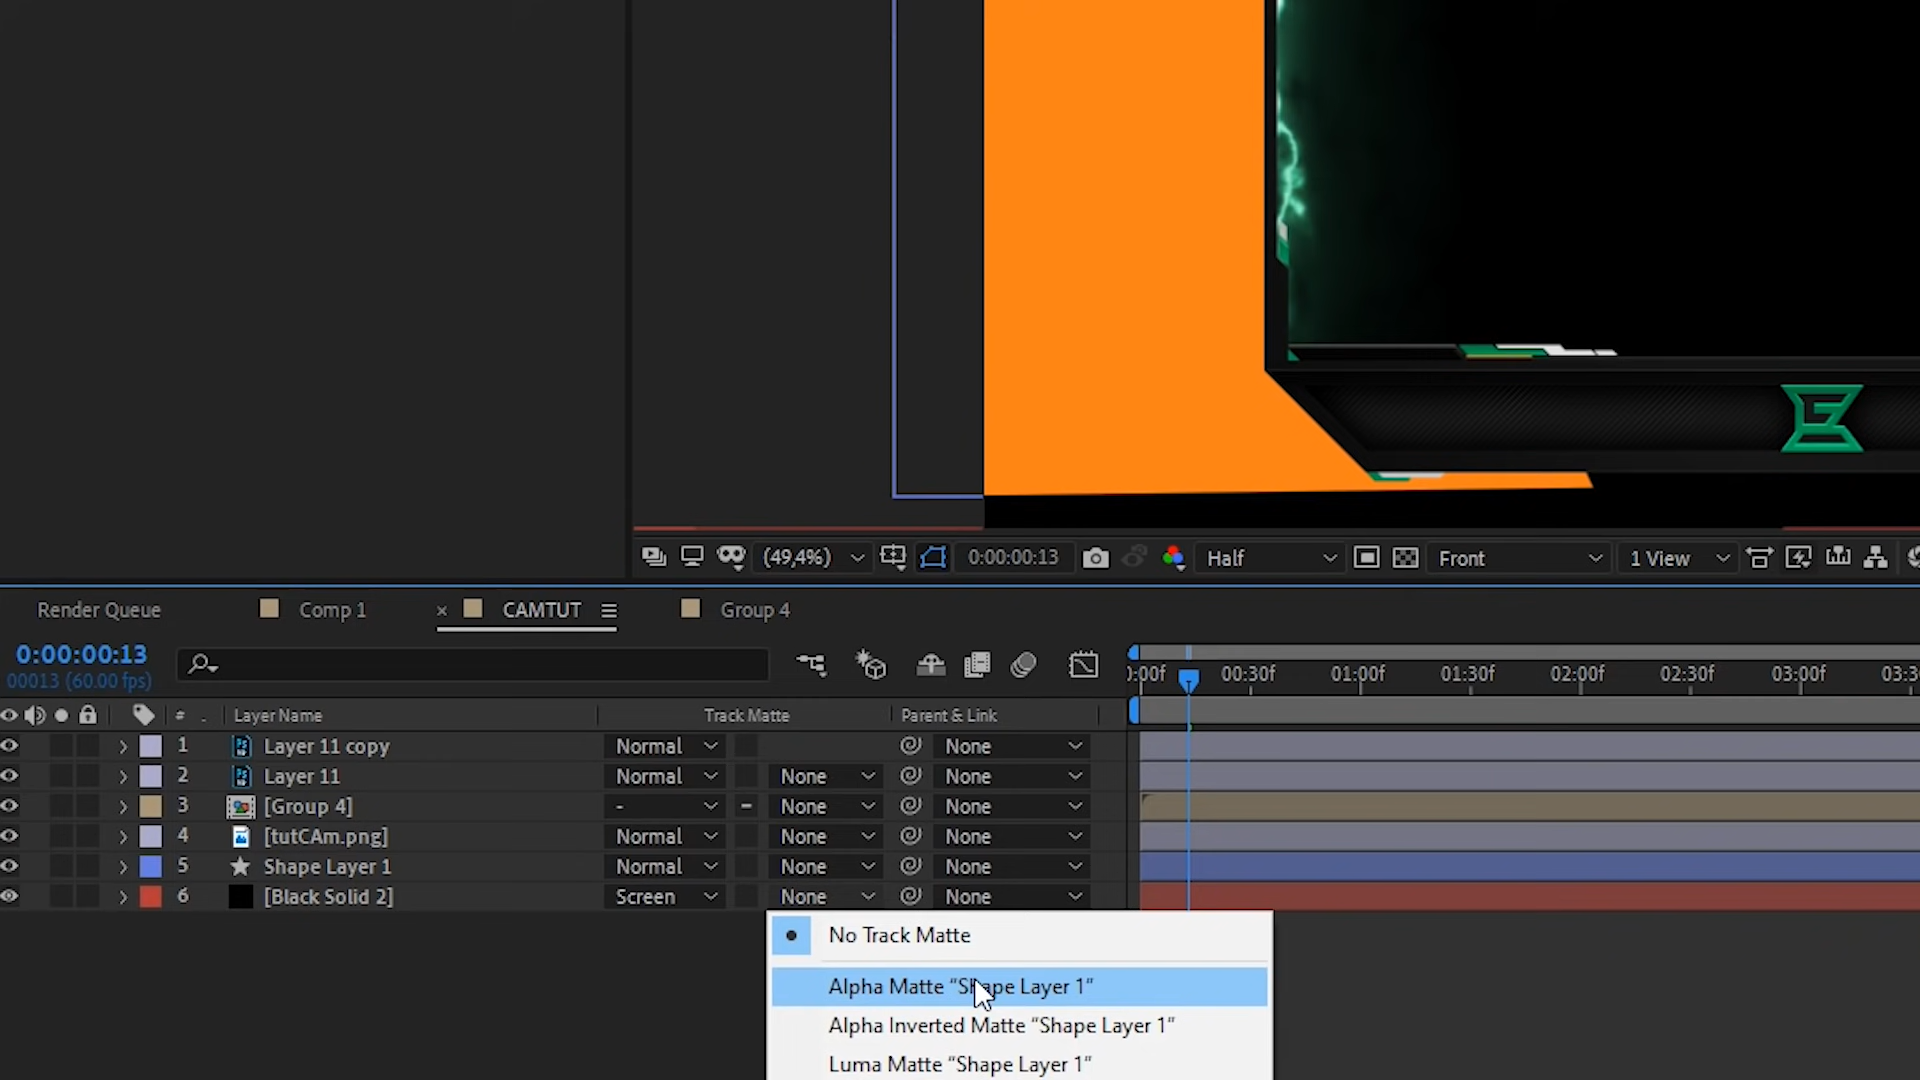 (49,4%) 0:00:00:13 Half Front 1 View
Render Queue Comp 1 × CAMTUT Group 4
0:00:00:13
00013 (60.00 fps)
):00f 00:30f 01:00f 01:30f 02:00f 02:30f 03:00f 03:30
# . Layer Name Track Matte Parent & Link
1 Layer 11 copy Normal None
2 Layer 11 Normal None None
3 [Group 4] - None None
4 [tutCAm.png] Normal None None
5 Shape Layer 1 Normal None None
6 [Black Solid 2] Screen None None
No Track Matte
Alpha Matte “Shape Layer 1”
Alpha Inverted Matte “Shape Layer 1”
Luma Matte “Shape Layer 1”